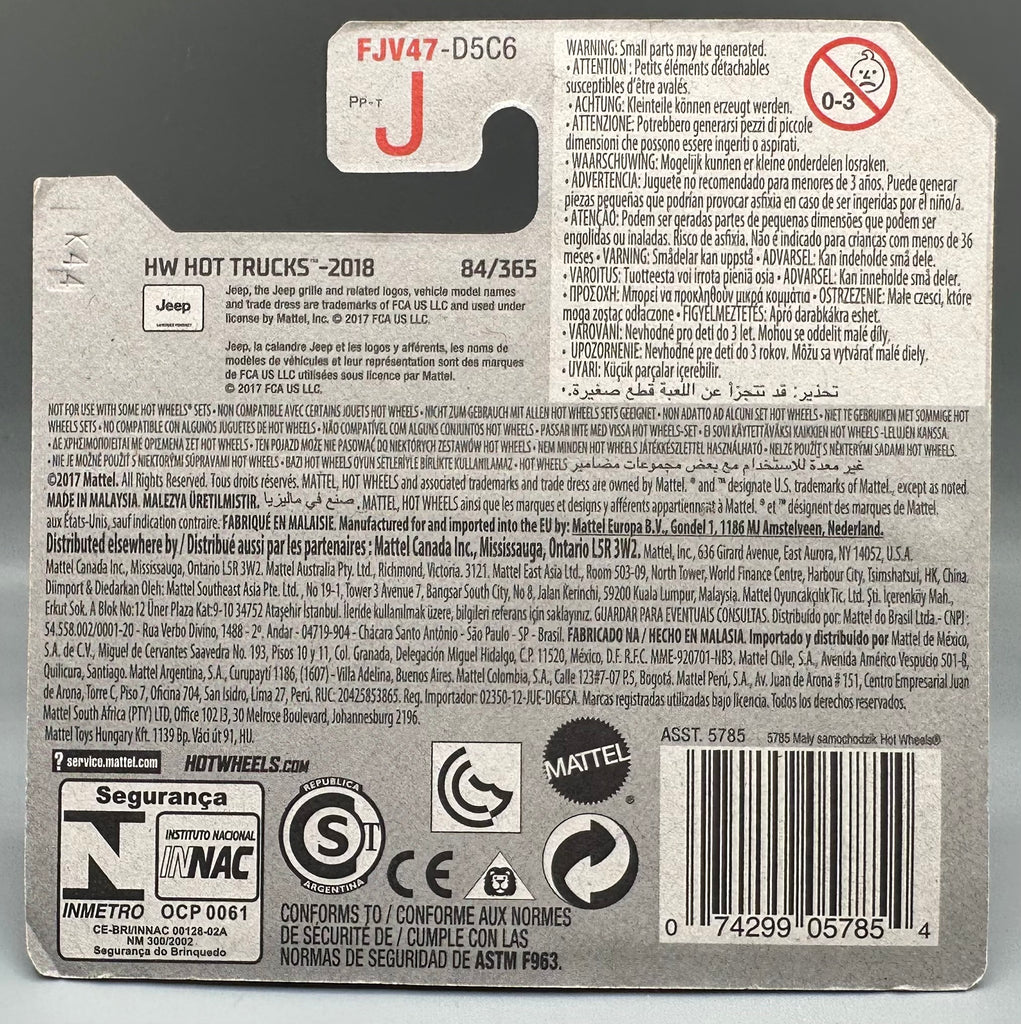 FJV47-D5C6
PP-T
J
WARNING: Small parts may be generated.
• ATTENTION : Petits éléments détachables
susceptibles d'être avalés.
• ACHTUNG: Kleinteile können erzeugt werden.
• ATTENZIONE: Potrebbero generarsi pezzi di piccole
dimensioni che possono essere ingeriti o aspirati.
• WAARSCHUWING: Mogelijk kunnen er kleine onderdelen losraken.
• ADVERTENCIA: Juguete no recomendado para menores de 3 años. Puede generar
piezas pequeñas que podrían provocar asfixia en caso de ser ingeridas por el niño/a.
• ATENÇÃO: Podem ser geradas partes de pequenas dimensões que podem ser
engolidas ou inaladas. Risco de asfixia. Não é indicado para crianças com menos de 36
meses • VARNING: Smådelar kan uppstå • ADVARSEL: Kan indeholde små dele.
• VAROITUS: Tuotteesta voi irrota pieniä osia • ADVARSEL: Kan inneholde små deler.
• ΠΡΟΣΟΧΗ: Μπορεί να προκληθούν μικρά κομμάτια • OSTRZEŻENIE: Małe części, które
mogą zostać odłączone • FIGYELMEZTETÉS: Apró darabkákra eshet.
• VAROVÁNÍ: Nevhodné pro děti do 3 let. Mohou se oddělit malé díly.
• UPOZORNENIE: Nevhodné pre deti do 3 rokov. Môžu sa vytvárať malé diely.
• UYARI: Küçük parçalar içerebilir.
• تحذير: قد تتجزأ عن اللعبة قطع صغيرة.
0-3
K44
HW HOT TRUCKS™-2018 84/365
Jeep
Jeep, the Jeep grille and related logos, vehicle model names
and trade dress are trademarks of FCA US LLC and used under
license by Mattel, Inc. © 2017 FCA US LLC.
Jeep, la calandre Jeep et les logos y afférents, les noms de
modèles de véhicules et leur représentation sont des marques
de FCA US LLC utilisées sous licence par Mattel.
© 2017 FCA US LLC.
NOT FOR USE WITH SOME HOT WHEELS® SETS • NON COMPATIBLE AVEC CERTAINS JOUETS HOT WHEELS • NICHT ZUM GEBRAUCH MIT ALLEN HOT WHEELS SETS GEEIGNET • NON ADATTO AD ALCUNI SET HOT WHEELS • NIET TE GEBRUIKEN MET SOMMIGE HOT
WHEELS SETS • NO COMPATIBLE CON ALGUNOS JUGUETES DE HOT WHEELS • NÃO COMPATÍVEL COM ALGUNS CONJUNTOS HOT WHEELS • PASSAR INTE MED VISSA HOT WHEELS-SET • EI SOVI KÄYTETTÄVÄKSI KAIKKIEN HOT WHEELS -LELUJEN KANSSA.
• ΔΕ ΧΡΗΣΙΜΟΠΟΙΕΙΤΑΙ ΜΕ ΟΡΙΣΜΕΝΑ ΣΕΤ HOT WHEELS • TEN POJAZD MOŻE NIE PASOWAĆ DO NIEKTÓRYCH ZESTAWÓW HOT WHEELS • NEM MINDEN HOT WHEELS JÁTÉKKÉSZLETTEL HASZNÁLHATÓ • NELZE POUŽÍT S NĚKTERÝMI SADAMI HOT WHEELS.
• NIE JE MOŽNÉ POUŽIŤ S NIEKTORÝMI SÚPRAVAMI HOT WHEELS • BAZI HOT WHEELS OYUN SETLERİYLE BİRLİKTE KULLANILAMAZ • HOT WHEELS غير معدة للاستخدام مع بعض مجموعات مضامير
©2017 Mattel. All Rights Reserved. Tous droits réservés. MATTEL, HOT WHEELS and associated trademarks and trade dress are owned by Mattel. ® and ™ designate U.S. trademarks of Mattel, except as noted.
MADE IN MALAYSIA. MALEZYA ÜRETİLMİŞTİR. صنع في ماليزيا. MATTEL, HOT WHEELS ainsi que les marques et designs y afférents appartiennent à Mattel. ® et ™ désignent des marques de Mattel
aux États-Unis, sauf indication contraire. FABRIQUÉ EN MALAISIE. Manufactured for and imported into the EU by: Mattel Europa B.V., Gondel 1, 1186 MJ Amstelveen, Nederland.
Distributed elsewhere by / Distribué aussi par les partenaires : Mattel Canada Inc., Mississauga, Ontario L5R 3W2. Mattel, Inc., 636 Girard Avenue, East Aurora, NY 14052, U.S.A.
Mattel Canada Inc., Mississauga, Ontario L5R 3W2. Mattel Australia Pty. Ltd., Richmond, Victoria. 3121. Mattel East Asia Ltd., Room 503-09, North Tower, World Finance Centre, Harbour City, Tsimshatsui, HK, China.
Diimport & Diedarkan Oleh: Mattel Southeast Asia Pte. Ltd., No 19-1, Tower 3 Avenue 7, Bangsar South City, No 8, Jalan Kerinchi, 59200 Kuala Lumpur, Malaysia. Mattel Oyuncakçılık Tic. Ltd. Şti. İçerenköy Mah.,
Erkut Sok. A Blok No:12 Üner Plaza Kat:9-10 34752 Ataşehir İstanbul. İleride kullanılmak üzere, bilgileri referans için saklayınız. GUARDAR PARA EVENTUAIS CONSULTAS. Distribuído por: Mattel do Brasil Ltda.- CNPJ :
54.558.002/0001-20 - Rua Verbo Divino, 1488 - 2º. Andar - 04719-904 - Chácara Santo Antônio - São Paulo - SP - Brasil. FABRICADO NA / HECHO EN MALASIA. Importado y distribuido por Mattel de México,
S.A. de C.V., Miguel de Cervantes Saavedra No. 193, Pisos 10 y 11, Col. Granada, Delegación Miguel Hidalgo, C.P. 11520, México, D.F. R.F.C. MME-920701-NB3. Mattel Chile, S.A., Avenida Américo Vespucio 501-B,
Quilicura, Santiago. Mattel Argentina, S.A., Curupaytí 1186, (1607) - Villa Adelina, Buenos Aires. Mattel Colombia, S.A., Calle 123#7-07 P.5, Bogotá. Mattel Perú, S.A., Av. Juan de Arona # 151, Centro Empresarial Juan
de Arona, Torre C, Piso 7, Oficina 704, San Isidro, Lima 27, Perú. RUC: 20425853865. Reg. Importador: 02350-12-JUE-DIGESA. Marcas registradas utilizadas bajo licencia. Todos los derechos reservados.
Mattel South Africa (PTY) LTD, Office 102 I3, 30 Melrose Boulevard, Johannesburg 2196.
Mattel Toys Hungary Kft. 1139 Bp. Váci út 91, HU.
? service.mattel.com HOTWHEELS.COM
MATTEL ®
ASST. 5785 5785 Mały samochodzik Hot Wheels®
Segurança
INSTITUTO NACIONAL
INNAC
INMETRO OCP 0061
CE-BRI/INNAC 00128-02A
NM 300/2002
Segurança do Brinquedo
REPUBLICA
S T
ARGENTINA
CE
CONFORMS TO / CONFORME AUX NORMES
DE SÉCURITÉ DE / CUMPLE CON LAS
NORMAS DE SEGURIDAD DE ASTM F963.
0 74299 05785 4